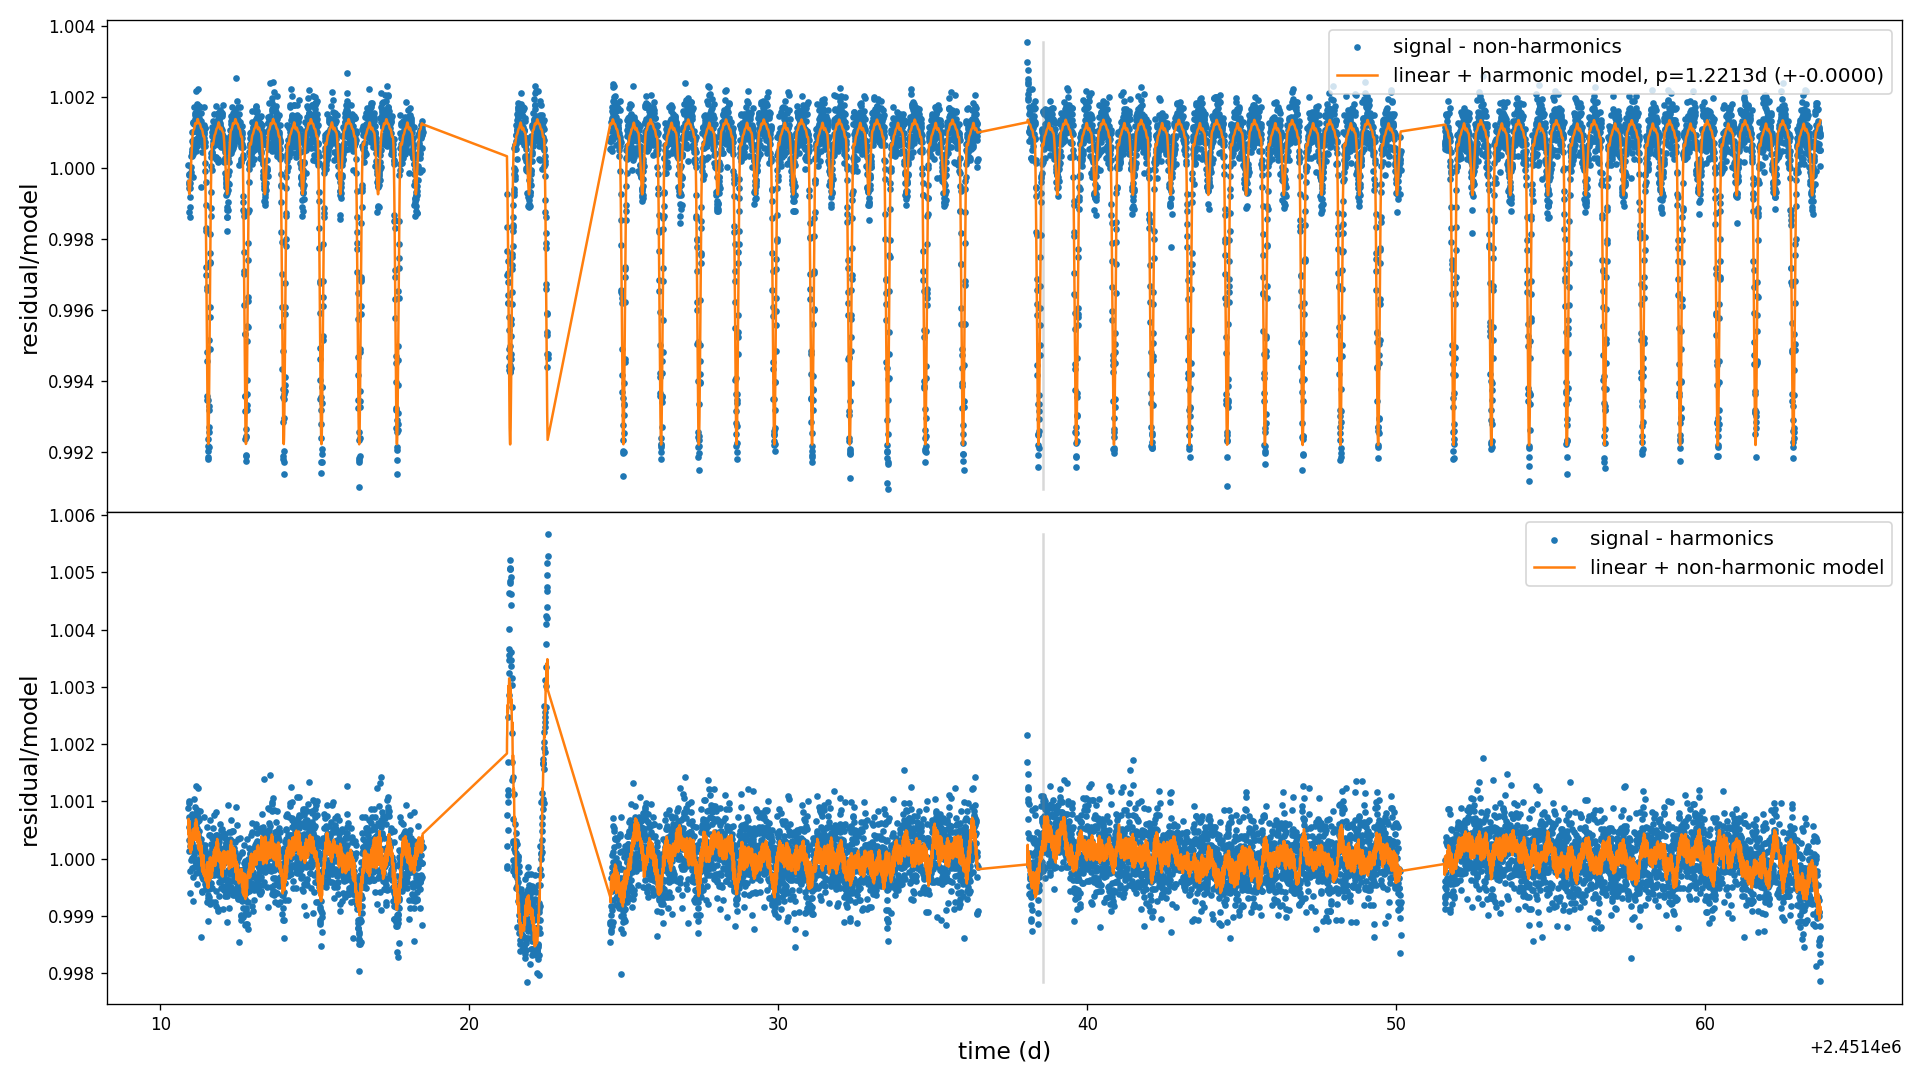 1.004
1.002
1.000
0.998
0.996
0.994
0.992
residual/model
signal - non-harmonics
linear + harmonic model, p=1.2213d (+-0.0000)
1.006
1.005
1.004
1.003
1.002
1.001
1.000
0.999
0.998
residual/model
signal - harmonics
linear + non-harmonic model
10
20
30
40
50
60
time (d)
+2.4514e6